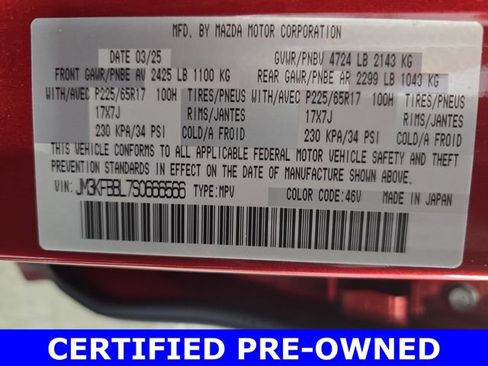 MFD. BY MAZDA MOTOR CORPORATION
DATE 03/25 GVWR/PNBV 4724 LB 2143 KG
FRONT GAWR/PNBE AV 2425 LB 1100 KG REAR GAWR/PNBE AR 2299 LB 1043 KG
WITH/AVEC P225/65R17 100H TIRES/PNEUS WITH/AVEC P225/65R17 100H TIRES/PNEUS
17X7J RIMS/JANTES 17X7J RIMS/JANTES
230 KPA/34 PSI COLD/A FROID 230 KPA/34 PSI COLD/A FROID
THIS VEHICLE CONFORMS TO ALL APPLICABLE FEDERAL MOTOR VEHICLE SAFETY AND THEFT
PREVENTION STANDARDS IN EFFECT ON THE DATE OF MANUFACTURE SHOWN ABOVE.
VIN: TYPE:MPV COLOR CODE:46V MADE IN JAPAN
CERTIFIED PRE-OWNED